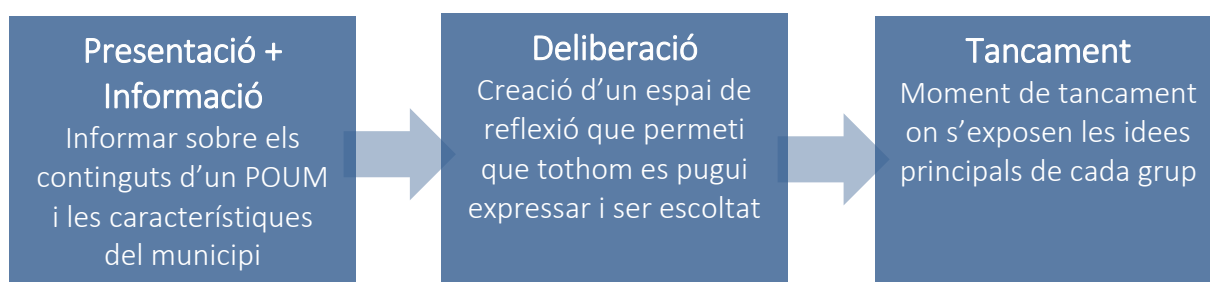 Presentació +
Informació
Informar sobre els
continguts d’un POUM
i les característiques
del municipi
Deliberació
Creació d’un espai de
reflexió que permeti
que tothom es pugui
expressar i ser escoltat
Tancament
Moment de tancament
on s’exposen les idees
principals de cada grup